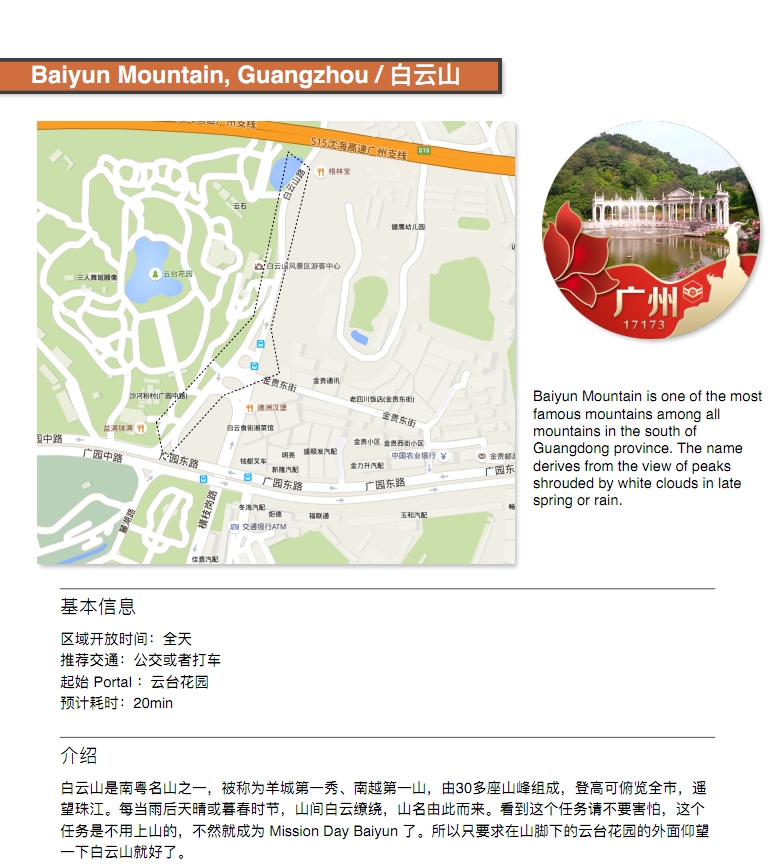 Baiyun Mountain, Guangzhou / 白云山
S15沈海高速广州支线
S15
格林宝
白云山路
云石
健鹰幼儿园
三人舞姬雕像
云台花园
白云山风景区游客中心
沙河粉村(广园中路)
金贵东街
金贵通讯
老四川饭店(金贵东街)
盆满钵满
德洲汉堡
金贵东街
白云食街湘菜馆
广园中路
广园东路
明亮
盛顺发汽配
金贵小区
金贵西街小区
中国农业银行
铭都叉车
新隆汽配
金力升汽配
广园东路
广园东路
广园东路
麓湖路
横枝岗路
冬海汽配
炬德
福联通
玉和汽配
交通银行ATM
佳意汽配
广州
17173
Baiyun Mountain is one of the most
famous mountains among all
mountains in the south of
Guangdong province. The name
derives from the view of peaks
shrouded by white clouds in late
spring or rain.
基本信息
区域开放时间：全天
推荐交通：公交或者打车
起始 Portal ：云台花园
预计耗时：20min
介绍
白云山是南粤名山之一，被称为羊城第一秀、南越第一山，由30多座山峰组成，登高可俯览全市，遥
望珠江。每当雨后天晴或暮春时节，山间白云缭绕，山名由此而来。看到这个任务请不要害怕，这个
任务是不用上山的，不然就成为 Mission Day Baiyun 了。所以只要求在山脚下的云台花园的外面仰望
一下白云山就好了。